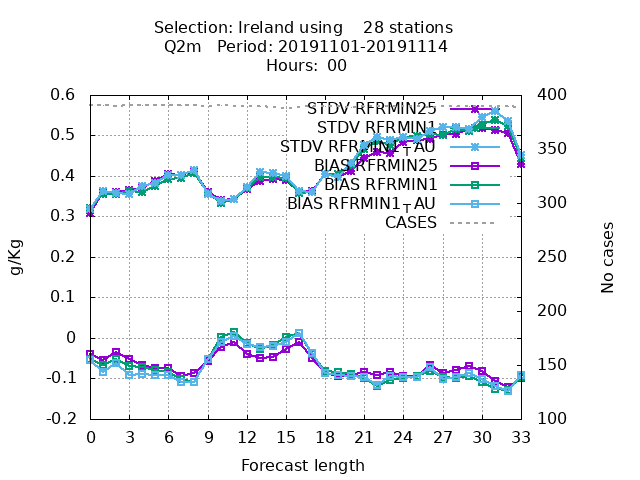 Selection: Ireland using 28 stations
Q2m Period: 20191101-20191114
Hours: 00
STDV RFRMIN25
STDV RFRMIN1
STDV RFRMIN1TAU
BIAS RFRMIN25
BIAS RFRMIN1
BIAS RFRMIN1TAU
CASES
0.6
0.5
0.4
0.3
0.2
0.1
0
-0.1
-0.2
g/Kg
400
350
300
250
200
150
100
No cases
0 3 6 9 12 15 18 21 24 27 30 33
Forecast length